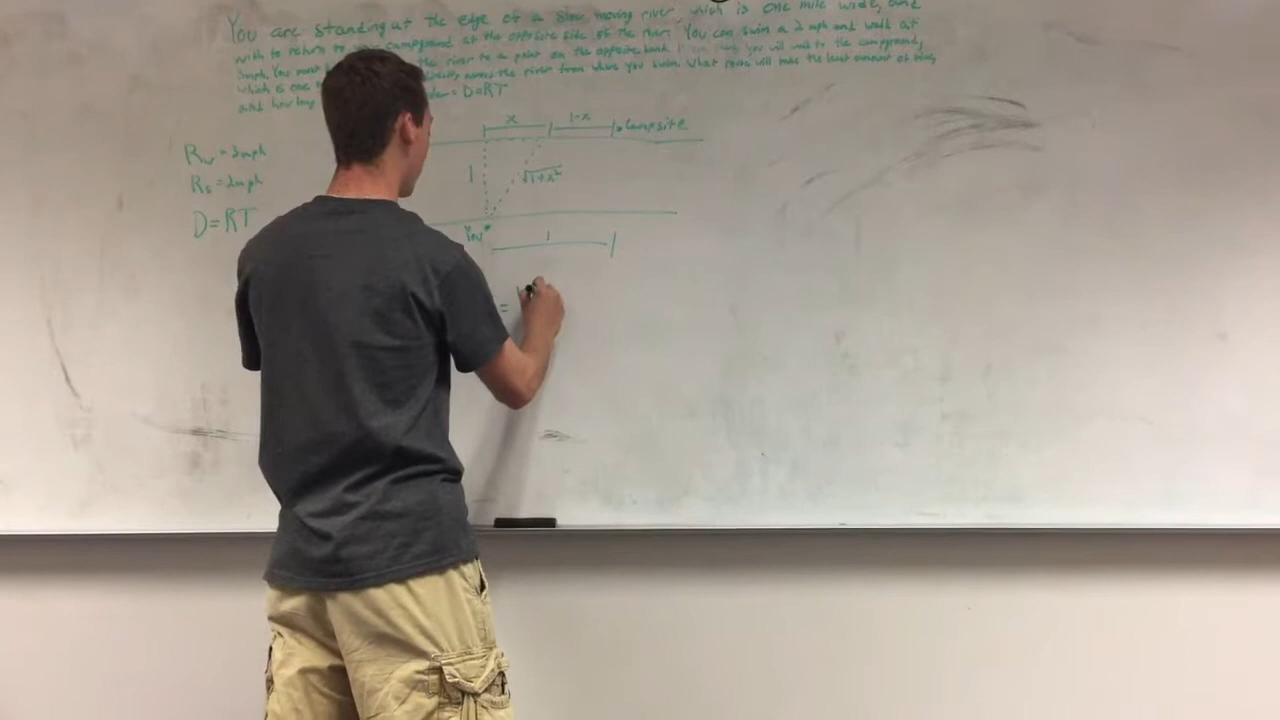 You are standing at the edge of a slow moving river, which is one mile wide, and
wish to return to campground at the opposite side of the river. You can swim a 2 mph and walk at
3mph. You must the river to a point on the opposite bank you will walk to the campground,
which is one across the river from where you swim. What route will take the least amount of time,
and how long D=RT
x 1-x Campsite
Rw = 3mph
1 √1+x²
Rs = 2mph
D=RT
You
1
=